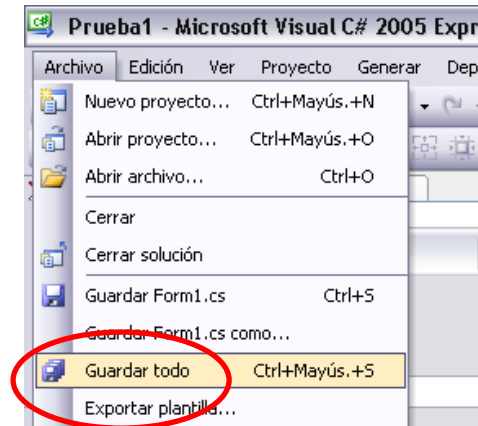 Prueba1 - Microsoft Visual C# 2005 Expr
Archivo Edición Ver Proyecto Generar Dep
Nuevo proyecto... Ctrl+Mayús.+N
Abrir proyecto... Ctrl+Mayús.+O
Abrir archivo... Ctrl+O
Cerrar
Cerrar solución
Guardar Form1.cs Ctrl+S
Guardar Form1.cs como...
Guardar todo Ctrl+Mayús.+S
Exportar plantilla...